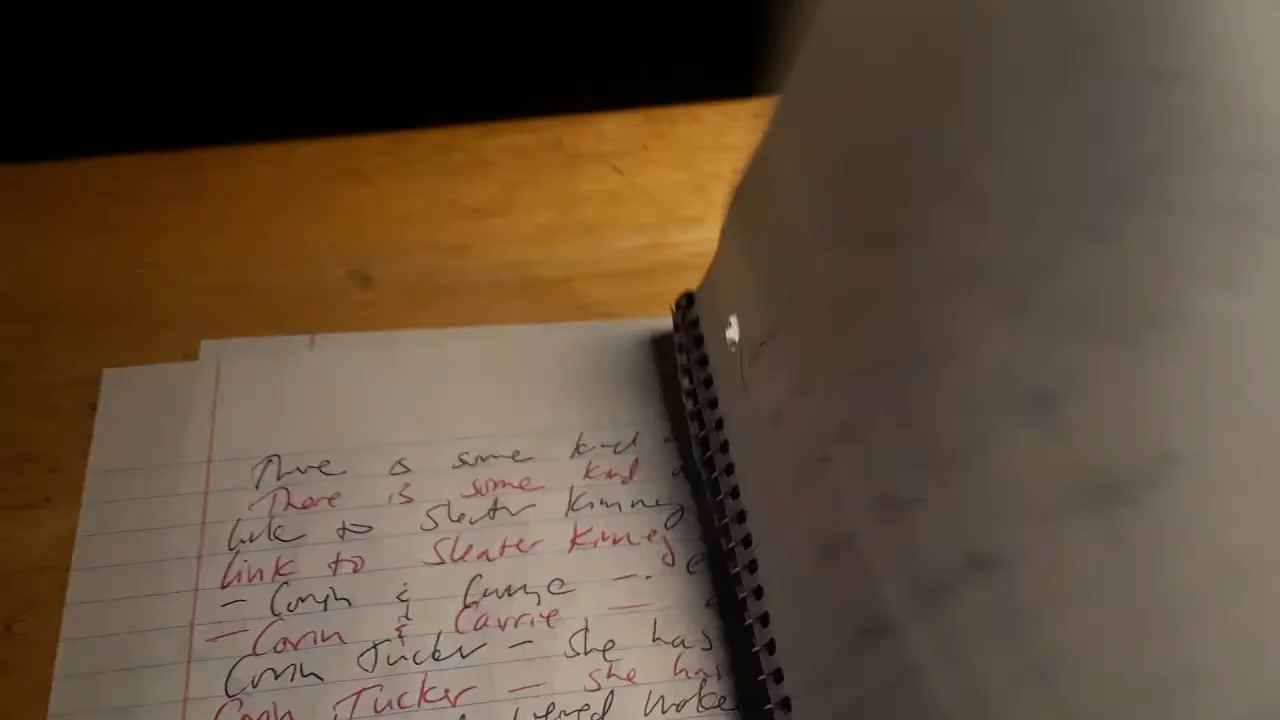 There is some kind
There is some kind
link to Sleater Kinney
link to Sleater Kinney
- Corin & Carrie -.
- Corin & Carrie -
Corin Tucker - she has
Corin Tucker - she has